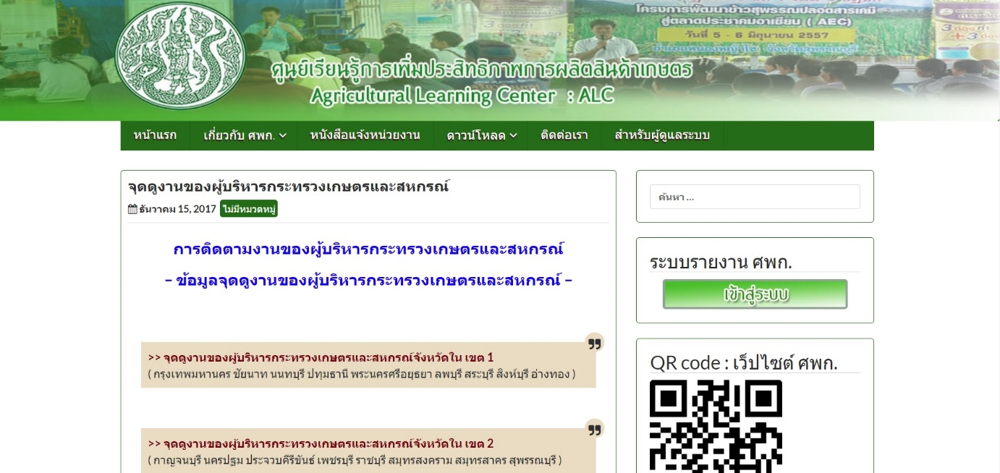 โครงการพัฒนาข้าวสุพรรณปลอดสารเคมี
สู่ตลาดประชาคมอาเซียน ( AEC)
วันที่ 5 - 6 มิถุนายน 2557
ศูนย์เรียนรู้การเพิ่มประสิทธิภาพการผลิตสินค้าเกษตร
Agricultural Learning Center : ALC
หน้าแรก เกี่ยวกับ ศพก. หนังสือแจ้งหน่วยงาน ดาวน์โหลด ติดต่อเรา สำหรับผู้ดูแลระบบ
จุดดูงานของผู้บริหารกระทรวงเกษตรและสหกรณ์
ธันวาคม 15, 2017 ไม่มีหมวดหมู่
การติดตามงานของผู้บริหารกระทรวงเกษตรและสหกรณ์
– ข้อมูลจุดดูงานของผู้บริหารกระทรวงเกษตรและสหกรณ์ –
>> จุดดูงานของผู้บริหารกระทรวงเกษตรและสหกรณ์จังหวัดใน เขต 1
( กรุงเทพมหานคร ชัยนาท นนทบุรี ปทุมธานี พระนครศรีอยุธยา ลพบุรี สระบุรี สิงห์บุรี อ่างทอง )
>> จุดดูงานของผู้บริหารกระทรวงเกษตรและสหกรณ์จังหวัดใน เขต 2
( กาญจนบุรี นครปฐม ประจวบคีรีขันธ์ เพชรบุรี ราชบุรี สมุทรสงคราม สมุทรสาคร สุพรรณบุรี )
ค้นหา ...
ระบบรายงาน ศพก.
เข้าสู่ระบบ
QR code : เว็ปไซต์ ศพก.